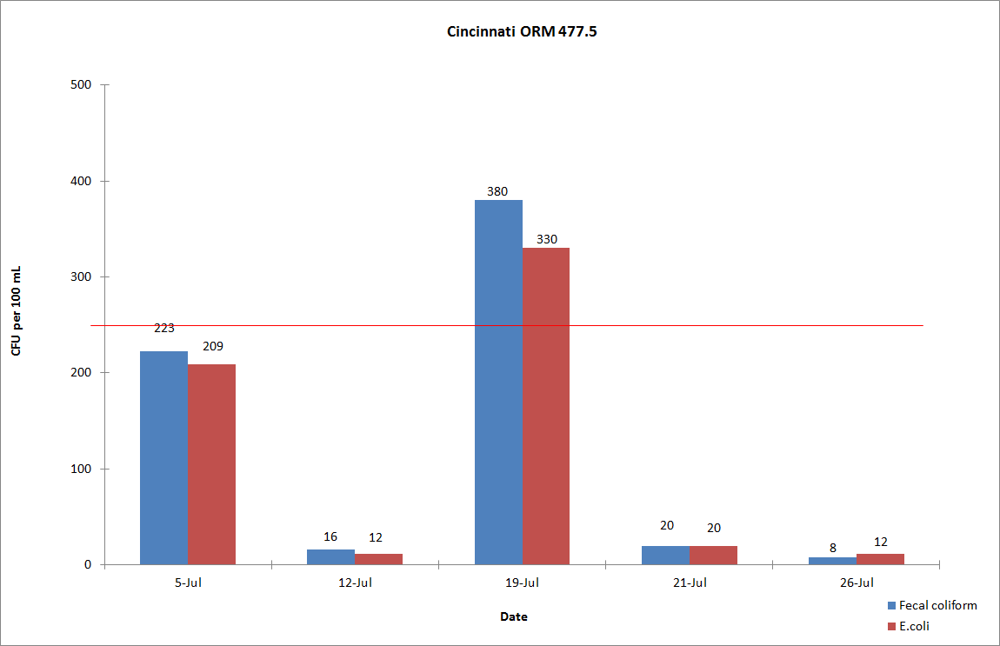 Cincinnati ORM 477.5
500
400
300
200
100
0
CFU per 100 mL
223
209
16
12
380
330
20
20
8
12
5-Jul
12-Jul
19-Jul
21-Jul
26-Jul
Date
Fecal coliform
E.coli